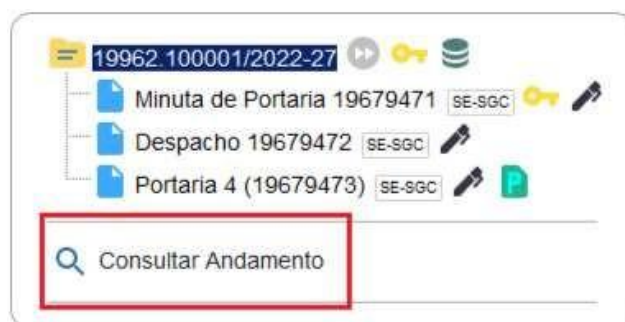 19962.100001/2022-27
Minuta de Portaria 19679471 SE-SGC
Despacho 19679472 SE-SGC
Portaria 4 (19679473) SE-SGC P
Consultar Andamento